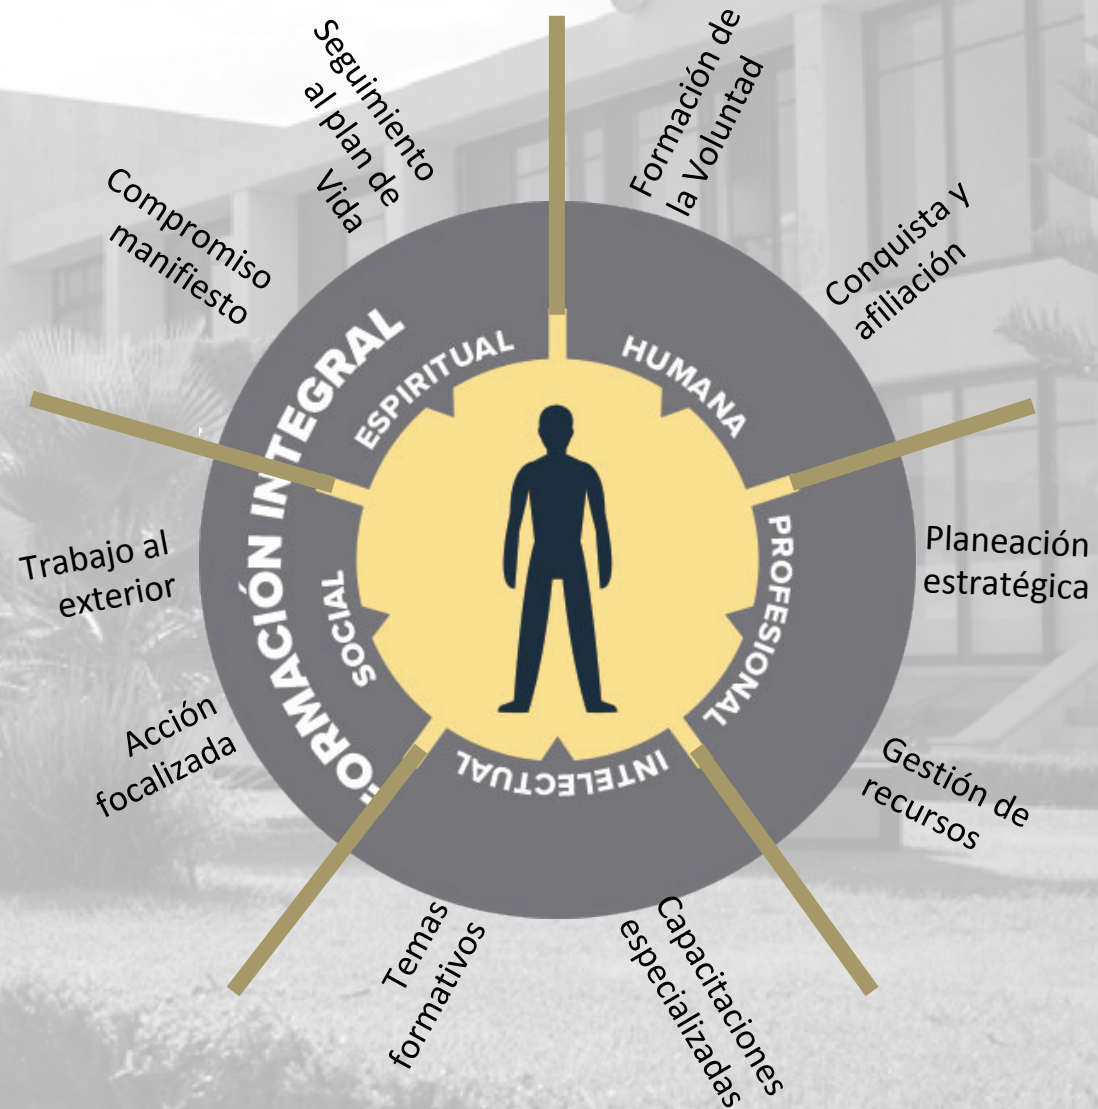 Seguimiento
al plan de
Vida
Formación de
la Voluntad
Compromiso
manifiesto
Conquista y
afiliación
FORMACIÓN INTEGRAL
ESPIRITUAL
HUMANA
Trabajo al
exterior
SOCIAL
PROFESIONAL
Planeación
estratégica
Acción
focalizada
INTELECTUAL
Gestión de
recursos
Temas
formativos
Capacitaciones
especializadas